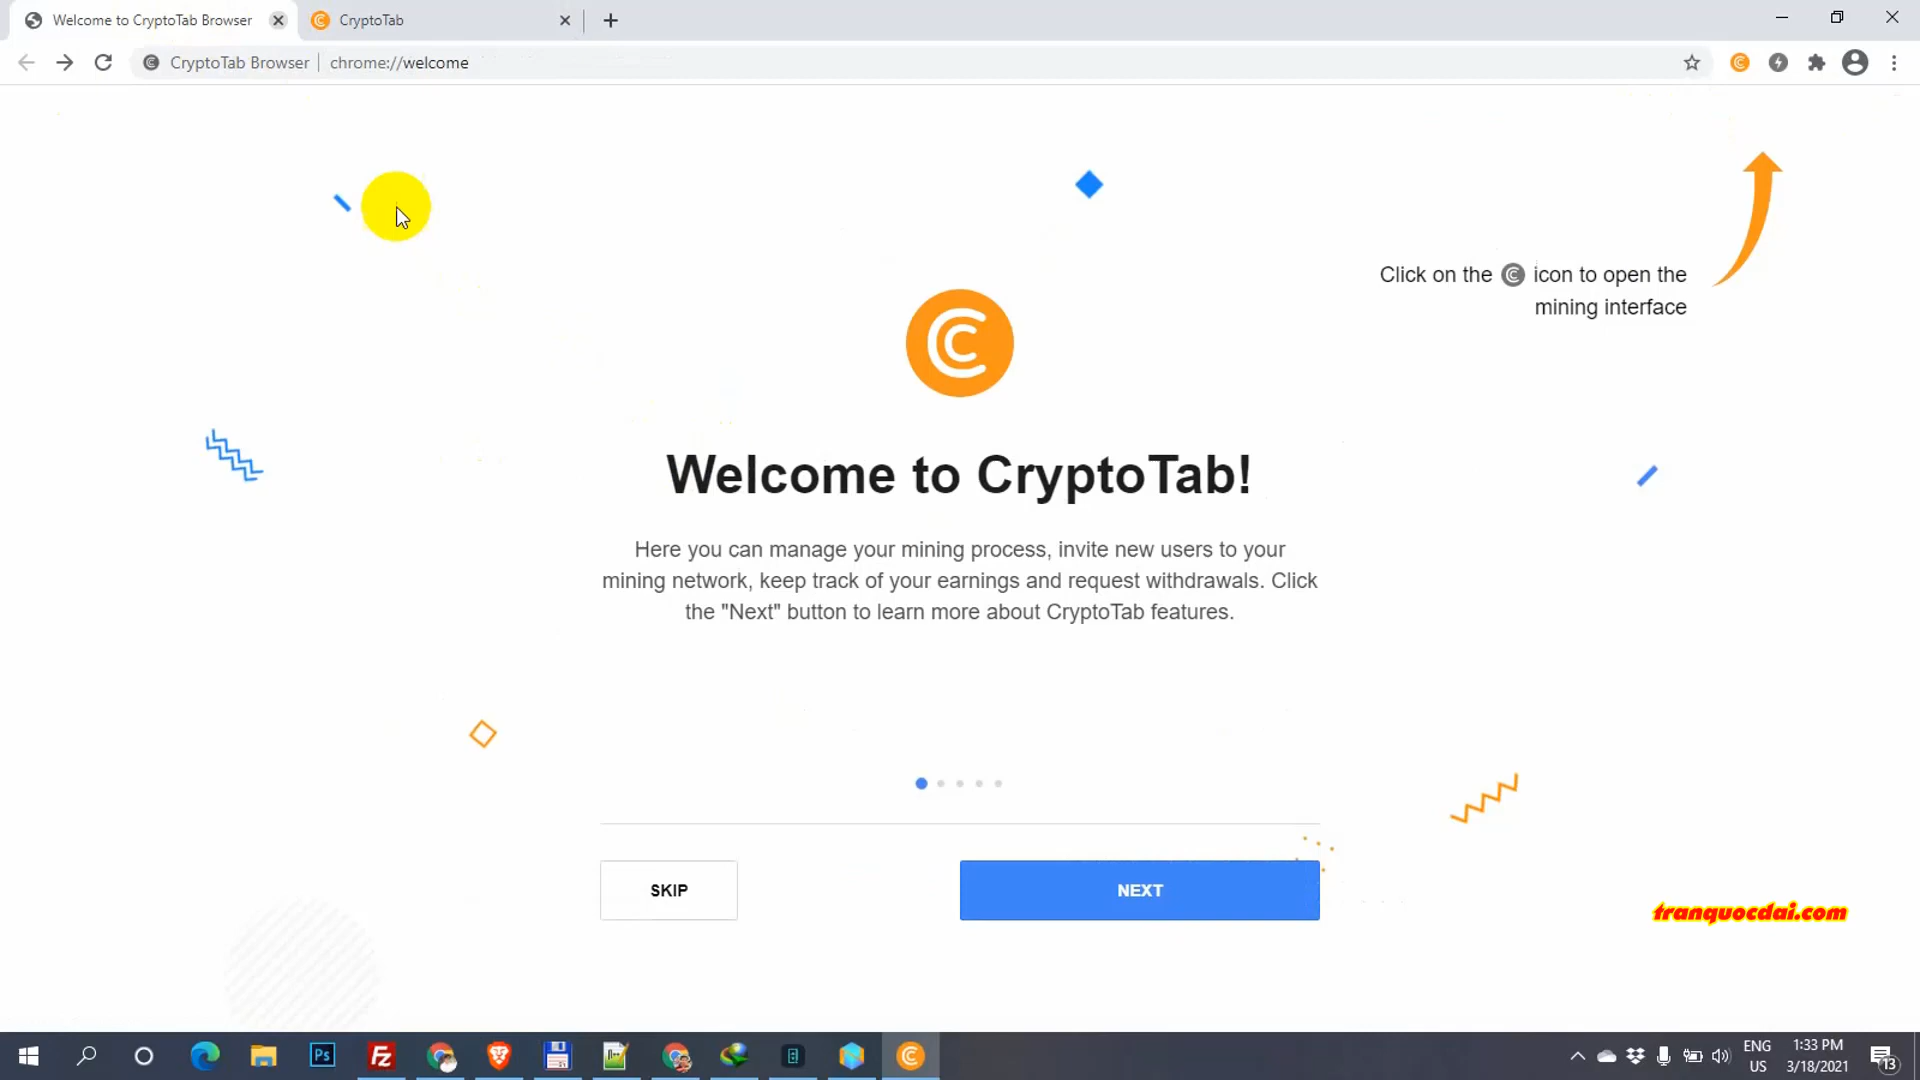 Welcome to CryptoTab Browser
CryptoTab
CryptoTab Browser | chrome://welcome
Click on the icon to open the
mining interface
Welcome to CryptoTab!
Here you can manage your mining process, invite new users to your
mining network, keep track of your earnings and request withdrawals. Click
the "Next" button to learn more about CryptoTab features.
SKIP
NEXT
tranquocdai.com
Ps
Fz
ENG
US
1:33 PM
3/18/2021
13